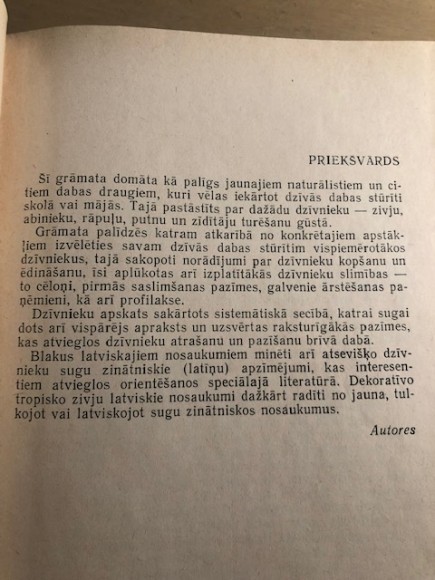 PRIEKŠVĀRDS
Šī grāmata domāta kā palīgs jaunajiem naturālistiem un ci-
tiem dabas draugiem, kuri vēlas iekārtot dzīvās dabas stūrīti
skolā vai mājās. Tajā pastāstīts par dažādu dzīvnieku — zivju,
abinieku, rāpuļu, putnu un zīdītāju turēšanu gūstā.
Grāmata palīdzēs katram atkarībā no konkrētajiem apstāk-
ļiem izvēlēties savam dzīvās dabas stūrītim vispiemērotākos
dzīvniekus, tajā sakopoti norādījumi par dzīvnieku kopšanu un
ēdināšanu, īsi aplūkotas arī izplatītākās dzīvnieku slimības —
to cēloņi, pirmās saslimšanas pazīmes, galvenie ārstēšanas pa-
ņēmieni, kā arī profilakse.
Dzīvnieku apskats sakārtots sistemātiskā secībā, katrai sugai
dots arī vispārējs apraksts un uzsvērtas raksturīgākās pazīmes,
kas atvieglos dzīvnieku atrašanu un pazīšanu brīvā dabā.
Blakus latviskajiem nosaukumiem minēti arī atsevišķo dzīv-
nieku sugu zinātniskie (latīņu) apzīmējumi, kas interesen-
tiem atvieglos orientēšanos speciālajā literatūrā. Dekoratīvo
tropisko zivju latviskie nosaukumi dažkārt radīti no jauna, tul-
kojot vai latviskojot sugu zinātniskos nosaukumus.
Autores